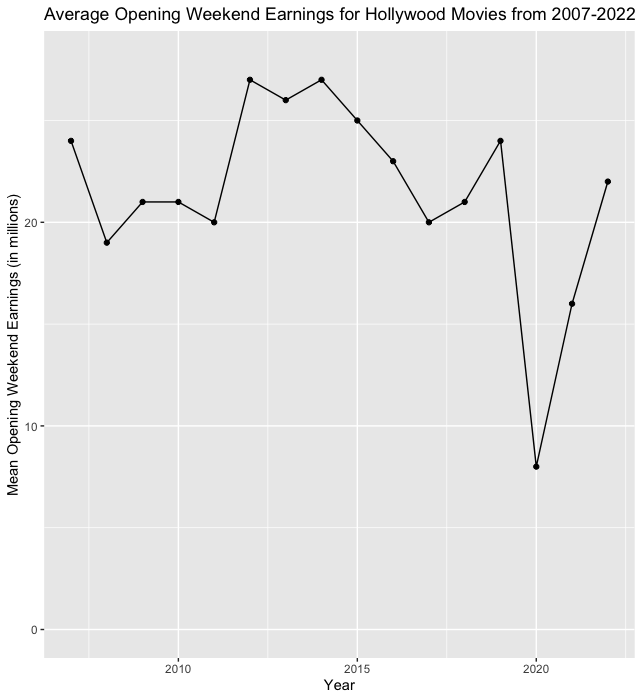 Average Opening Weekend Earnings for Hollywood Movies from 2007-2022
Mean Opening Weekend Earnings (in millions)
20
10
0
2010
2015
2020
Year